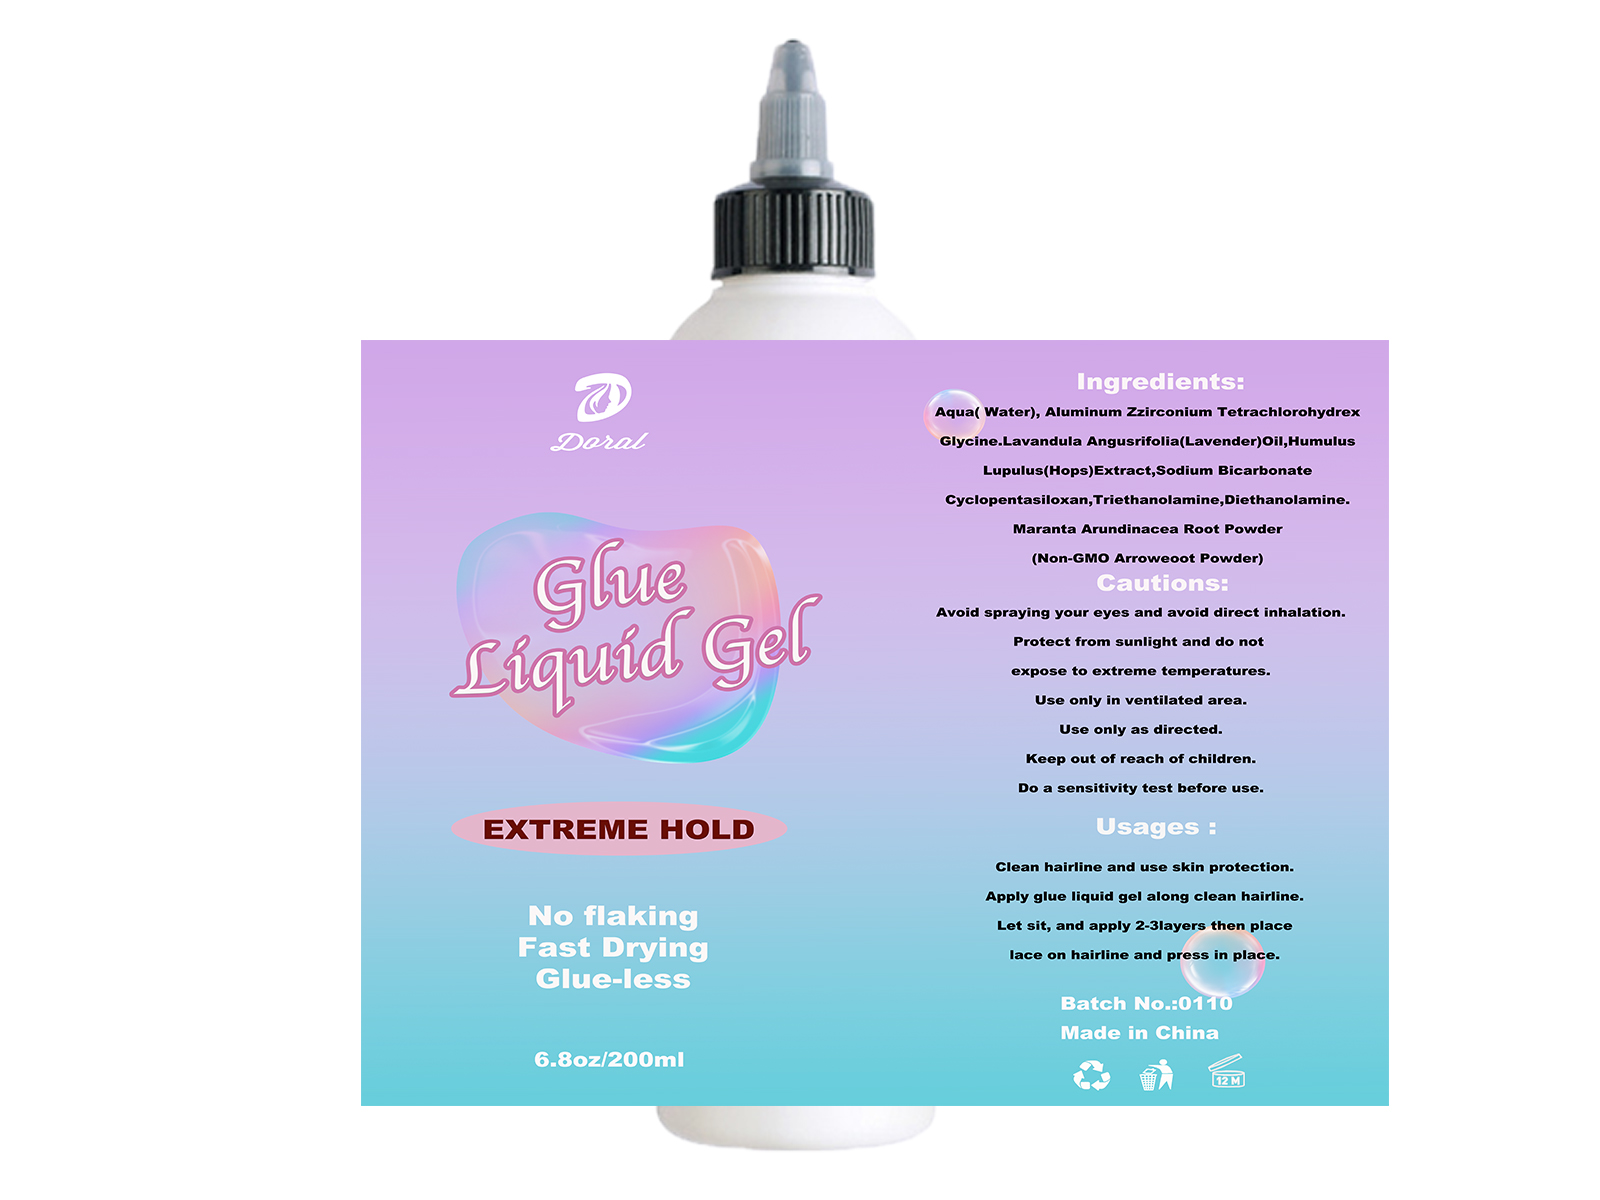 Doral
Glue
Liquid Gel
EXTREME HOLD
No flaking
Fast Drying
Glue-less
6.8oz/200ml
Ingredients:
Aqua( Water), Aluminum Zzirconium Tetrachlorohydrex
Glycine.Lavandula Angusrifolia(Lavender)Oil,Humulus
Lupulus(Hops)Extract,Sodium Bicarbonate
Cyclopentasiloxan,Triethanolamine,Diethanolamine.
Maranta Arundinacea Root Powder
(Non-GMO Arroweoot Powder)
Cautions:
Avoid spraying your eyes and avoid direct inhalation.
Protect from sunlight and do not
expose to extreme temperatures.
Use only in ventilated area.
Use only as directed.
Keep out of reach of children.
Do a sensitivity test before use.
Usages :
Clean hairline and use skin protection.
Apply glue liquid gel along clean hairline.
Let sit, and apply 2-3layers then place
lace on hairline and press in place.
Batch No.:0110
Made in China
12 M